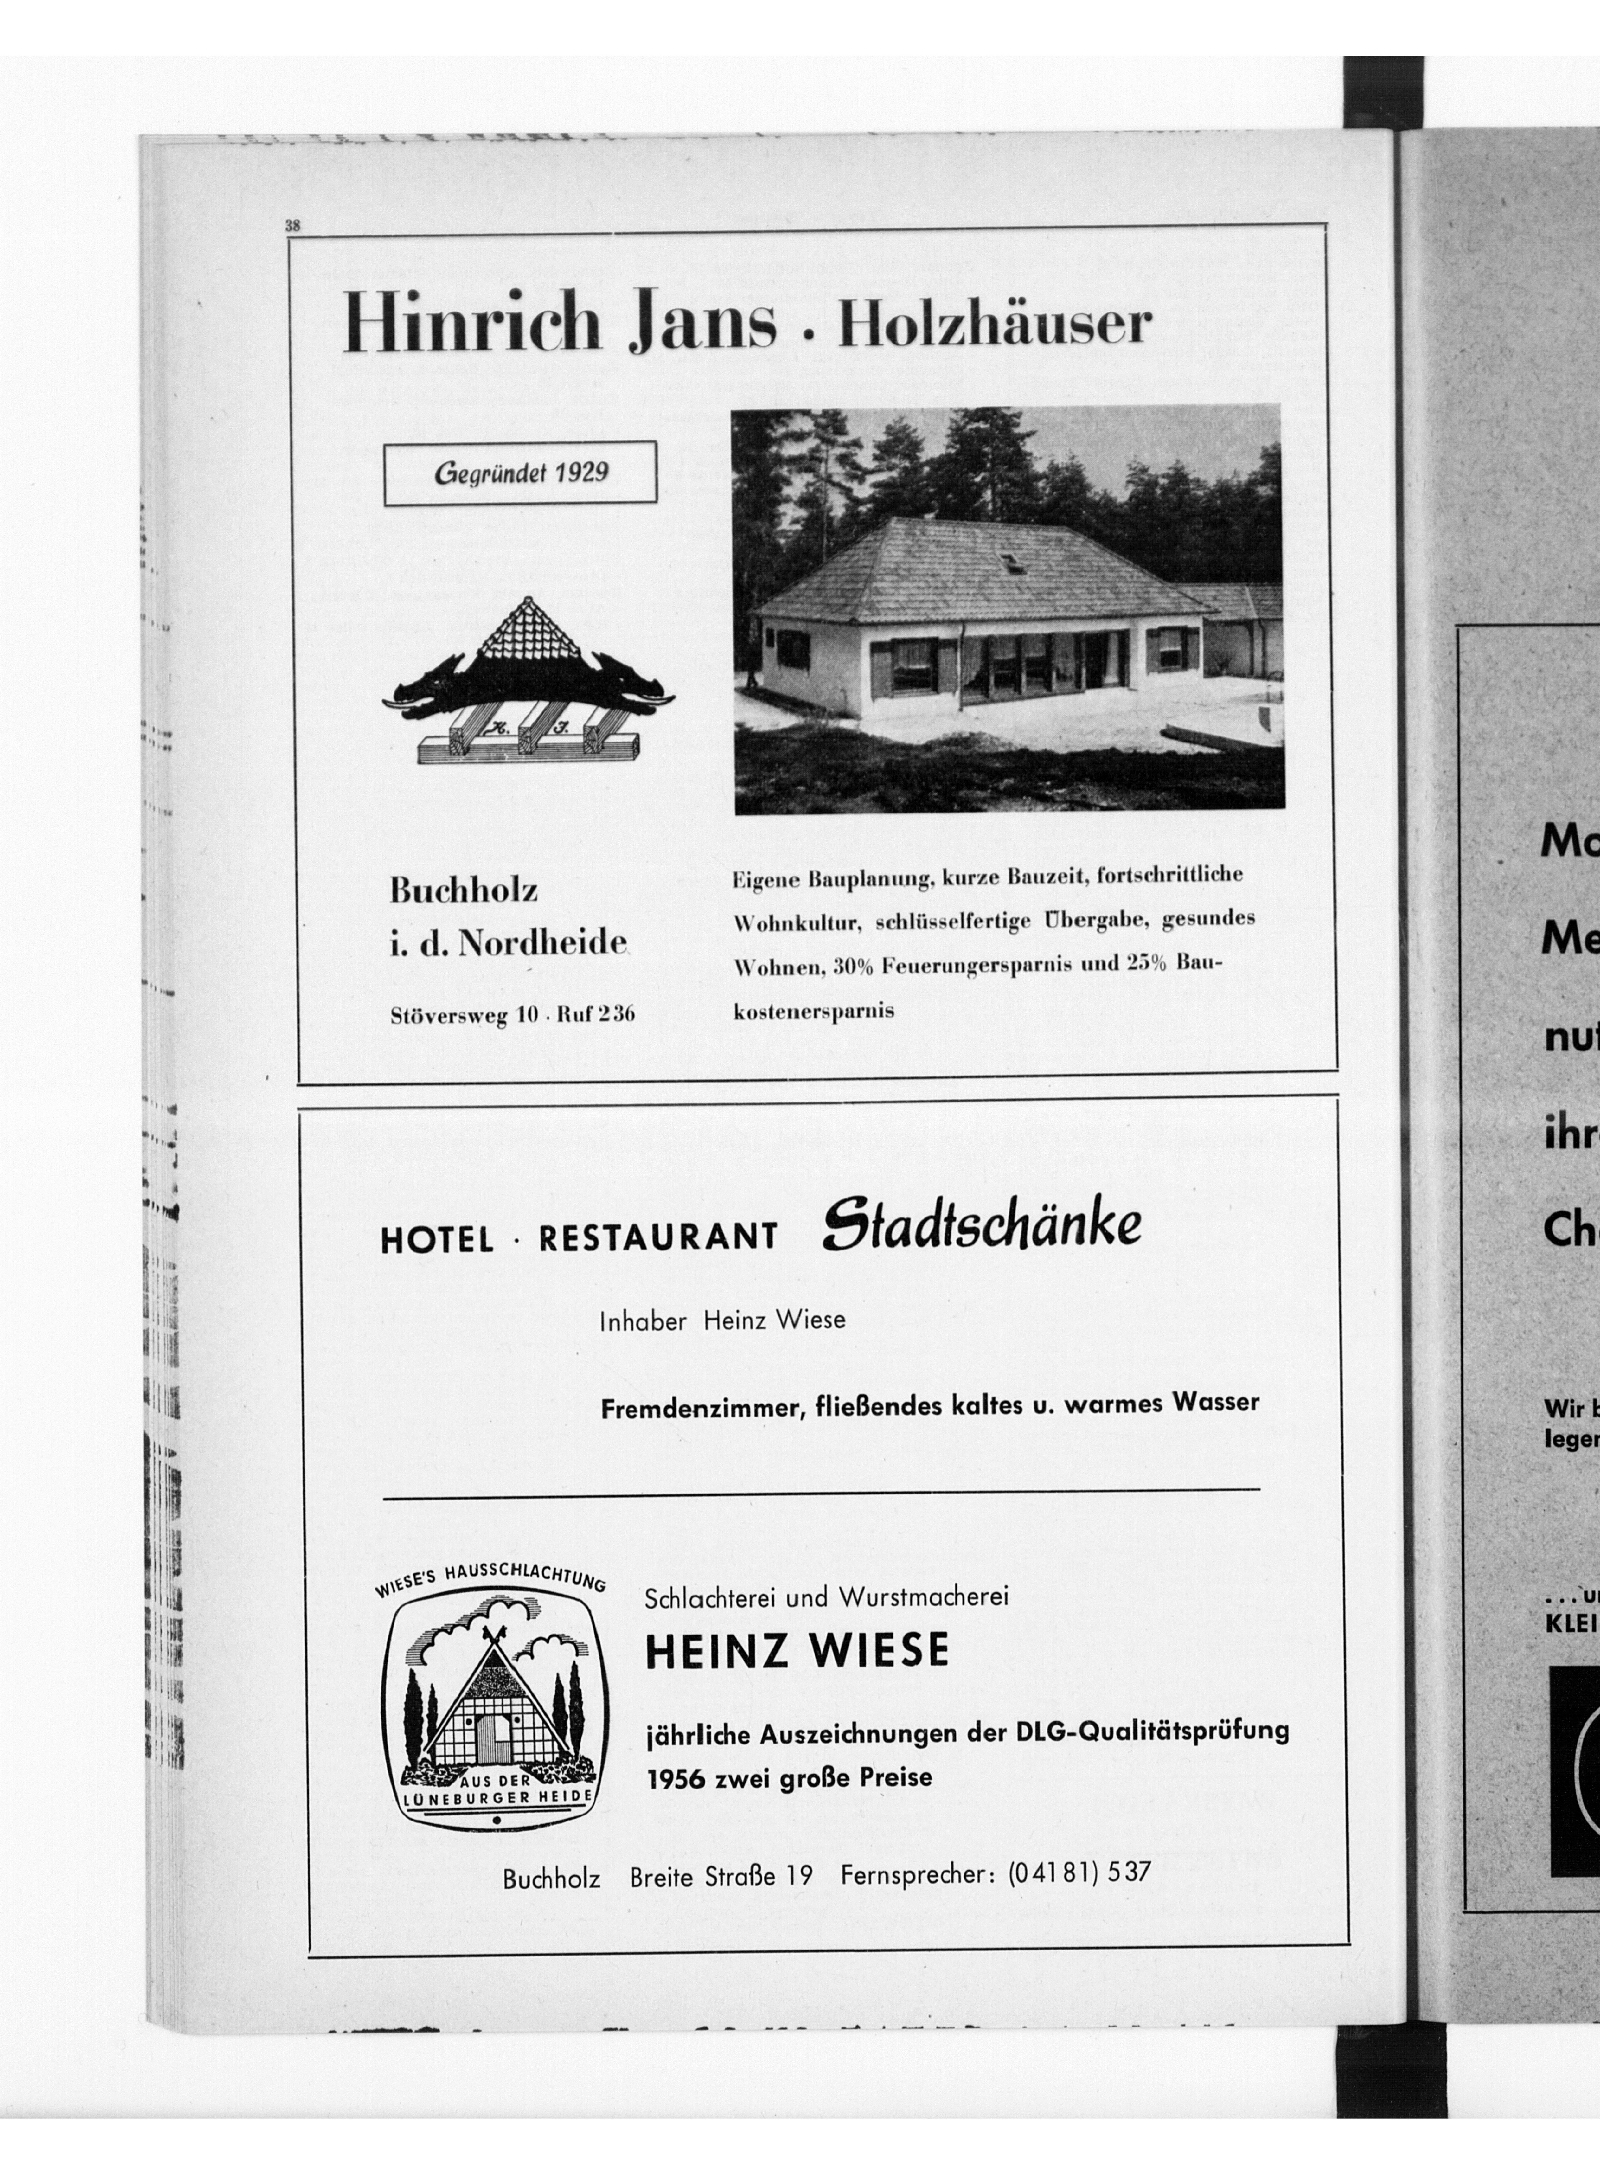 38
Hinrich Jans · Holzhäuser
Gegründet 1929
H. J.
Buchholz
i. d. Nordheide
Stöversweg 10 · Ruf 236
Eigene Bauplanung, kurze Bauzeit, fortschrittliche
Wohnkultur, schlüsselfertige Übergabe, gesundes
Wohnen, 30% Feuerungersparnis und 25% Bau-
kostenersparnis
HOTEL · RESTAURANT Stadtschänke
Inhaber Heinz Wiese
Fremdenzimmer, fließendes kaltes u. warmes Wasser
WIESE'S HAUSSCHLACHTUNG
AUS DER
LÜNEBURGER HEIDE
Schlachterei und Wurstmacherei
HEINZ WIESE
jährliche Auszeichnungen der DLG-Qualitätsprüfung
1956 zwei große Preise
Buchholz Breite Straße 19 Fernsprecher: (04181) 537
Wir